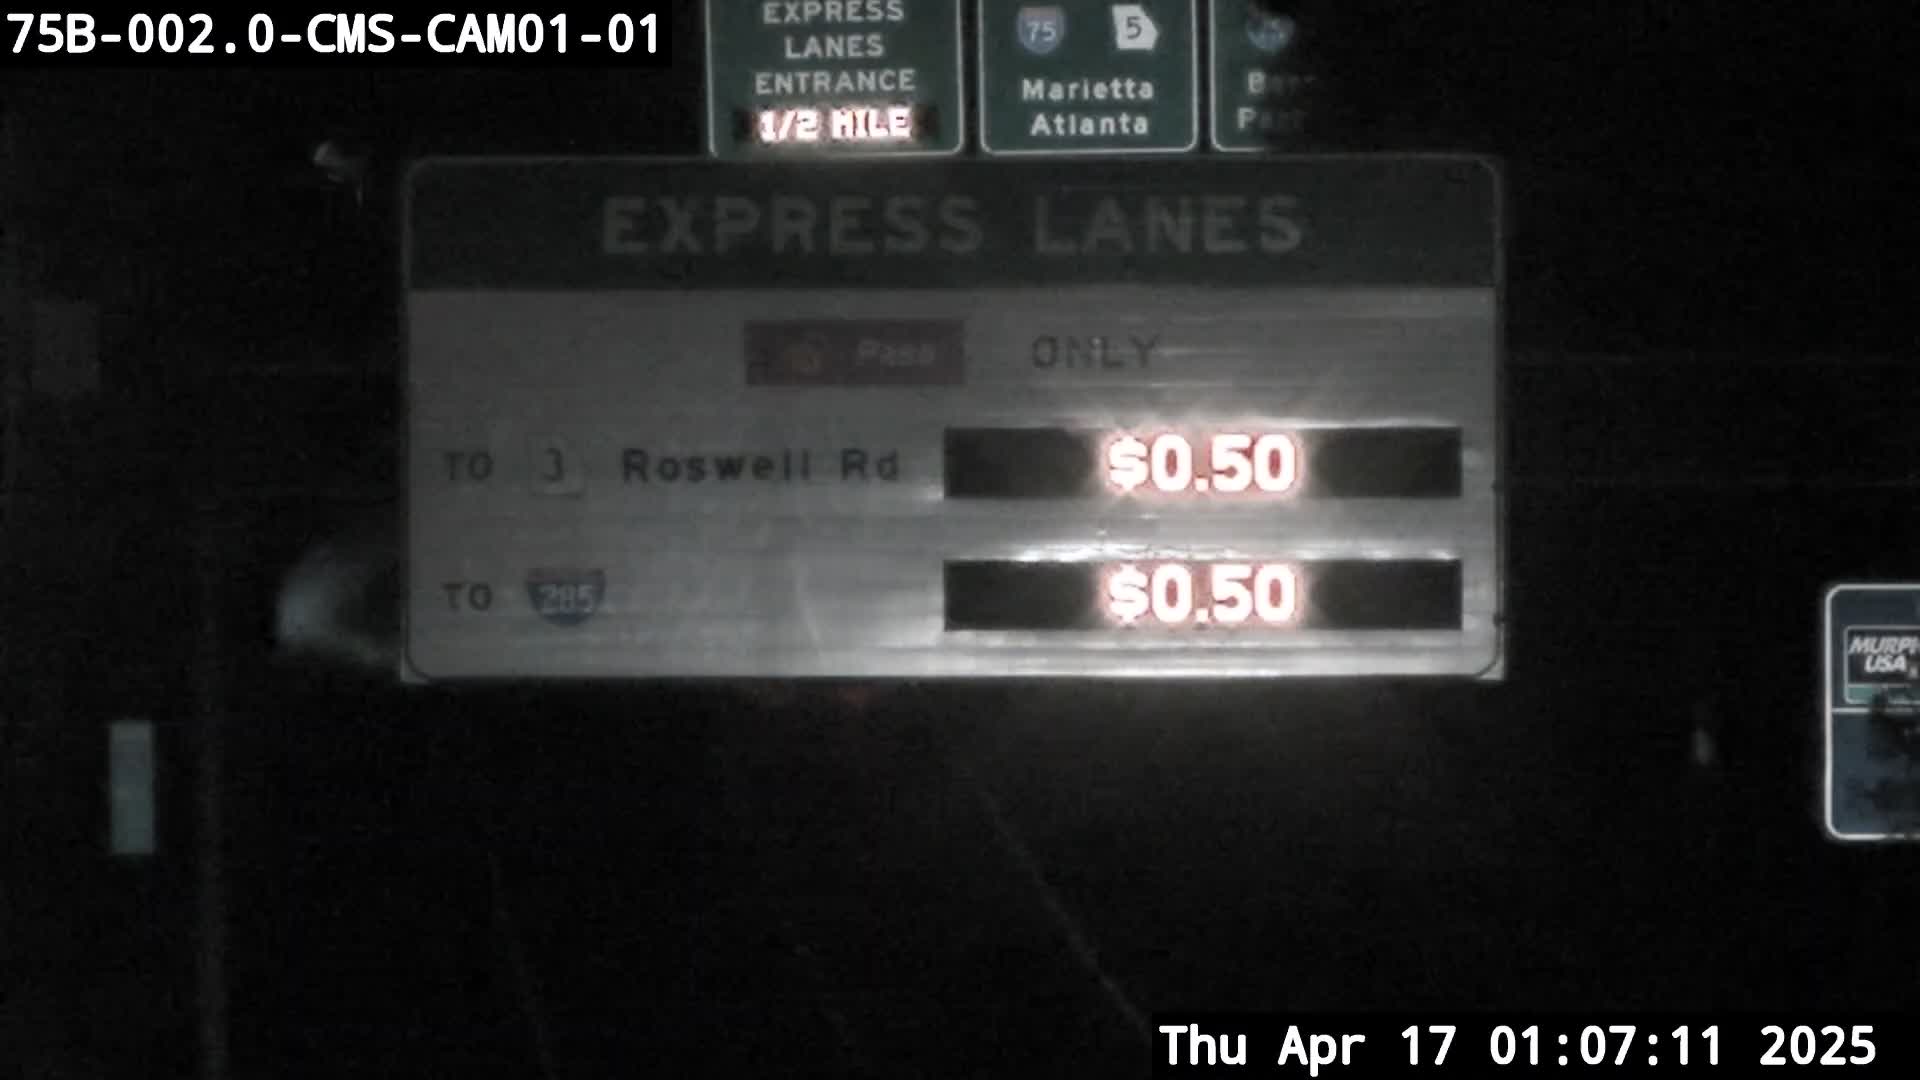 75B-002.0-CMS-CAM01-01
EXPRESS
LANES
ENTRANCE
1/2 MILE
75 5
Marietta
Atlanta
EXPRESS LANES
Pass ONLY
TO 3 Roswell Rd $0.50
TO 285 $0.50
USA
Thu Apr 17 01:07:11 2025